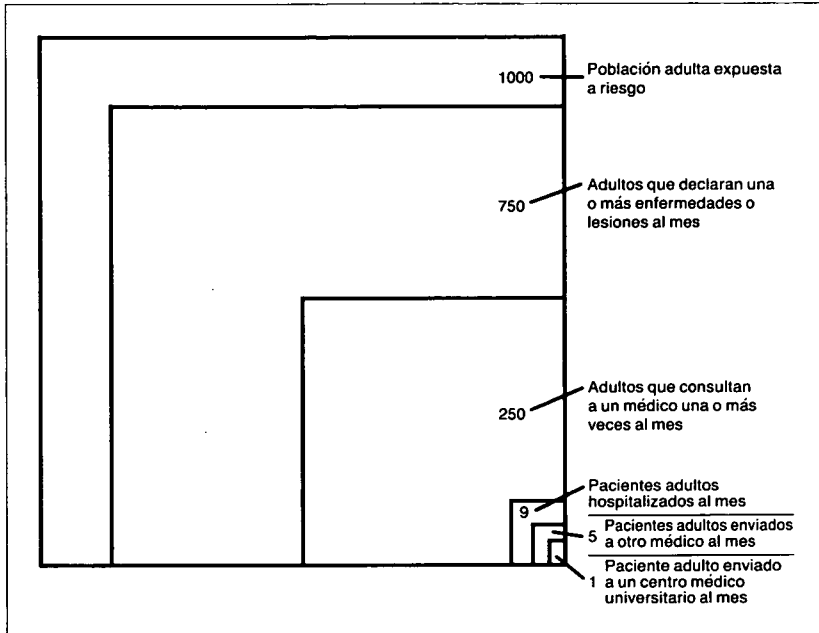 1000
Población adulta expuesta
a riesgo
750
Adultos que declaran una
o más enfermedades o
lesiones al mes
250
Adultos que consultan
a un médico una o más
veces al mes
9
Pacientes adultos
hospitalizados al mes
5
Pacientes adultos enviados
a otro médico al mes
1
Paciente adulto enviado
a un centro médico
universitario al mes